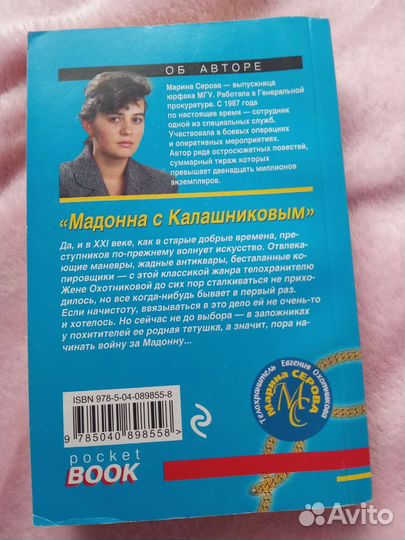 ОБ АВТОРЕ
Марина Серова — выпускница
юрфака МГУ. Работала в Генеральной
прокуратуре. С 1987 года
по настоящее время — сотрудник
одной из специальных служб.
Участвовала в боевых операциях
и оперативных мероприятиях.
Автор ряда остросюжетных повестей,
суммарный тираж которых
превышает двенадцать миллионов
экземпляров.
«Мадонна с Калашниковым»
Да, и в XXI веке, как в старые добрые времена, пре-
ступников по-прежнему волнует искусство. Отвлека-
ющие маневры, жадные антиквары, бесталанные ко-
пировщики — с этой классикой жанра телохранителю
Жене Охотниковой до сих пор сталкиваться не прихо-
дилось, но все когда-нибудь бывает в первый раз.
Если начистоту, ввязываться в это дело ей не очень-то
и хотелось. Но сейчас не до выбора — в заложниках
у похитителей ее родная тетушка, а значит, пора на-
чинать войну за Мадонну...
ISBN 978-5-04-089855-8
9 785040 898558 >
pocket
BOOK
Телохранитель Евгения Охотникова
МС
Марина СЕРОВА
Avito